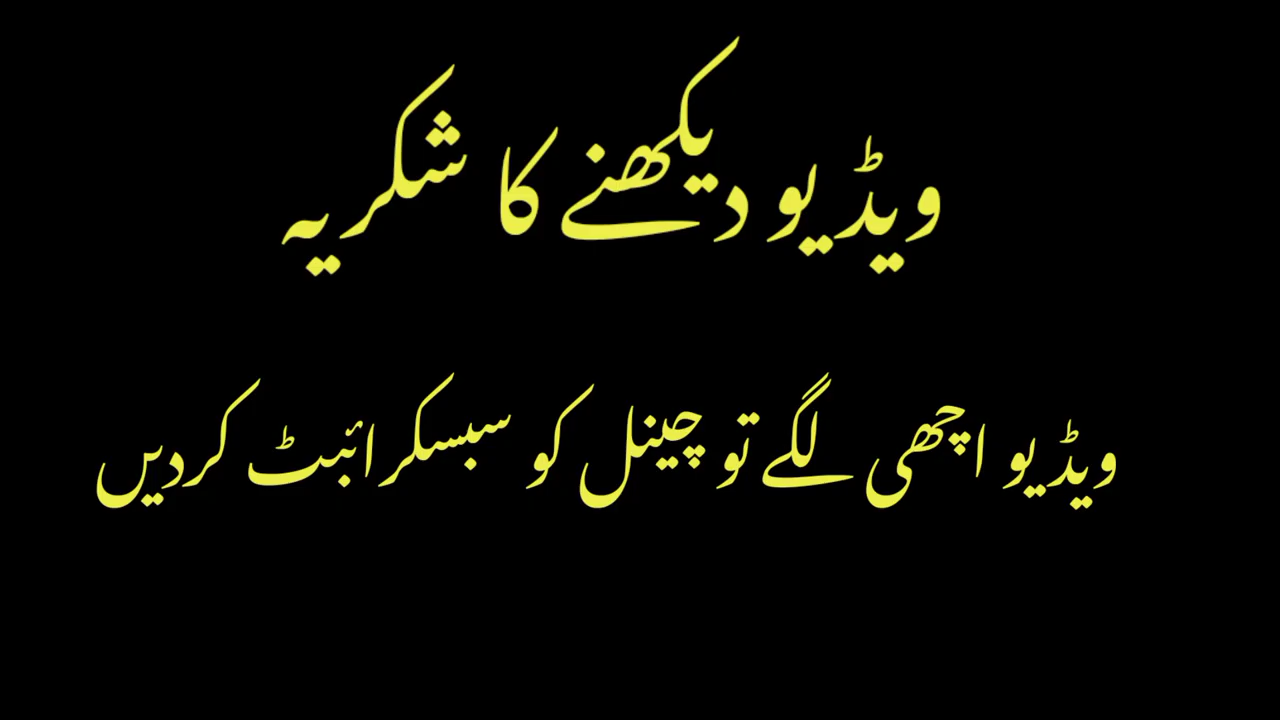 ویڈیو دیکھنے کا شکریہ
ویڈیو اچھی لگے تو چینل کو سبسکرائبٹ کردیں